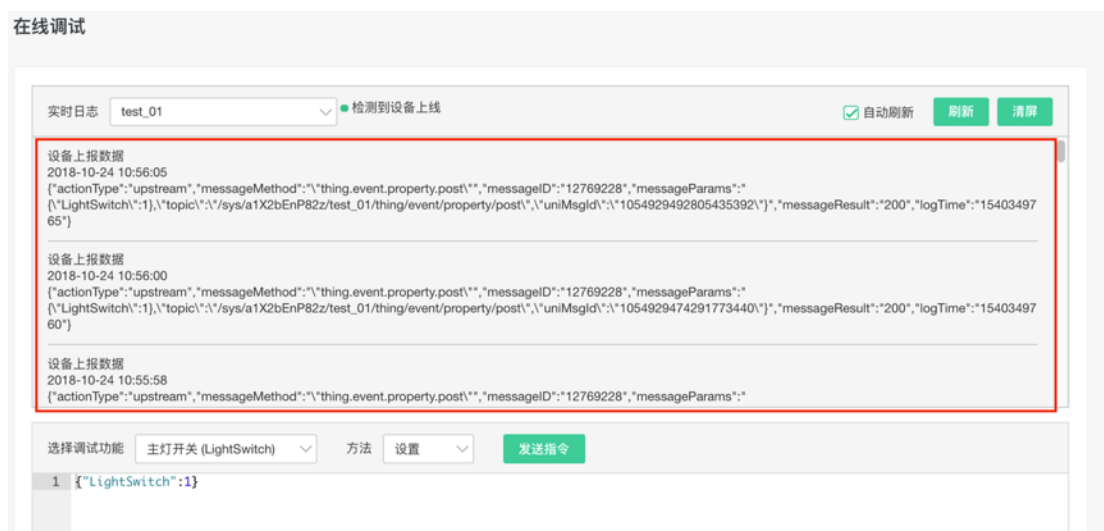 在线调试
实时日志 test_01 检测到设备上线 自动刷新 刷新 清屏
设备上报数据
2018-10-24 10:56:05
{"actionType":"upstream","messageMethod":"\"thing.event.property.post\"","messageID":"12769228","messageParams":"
{\"LightSwitch\":1},\"topic\":\"/sys/a1X2bEnP82z/test_01/thing/event/property/post\",\"uniMsgId\":\"1054929492805435392\"}","messageResult":"200","logTime":"15403497
65"}
设备上报数据
2018-10-24 10:56:00
{"actionType":"upstream","messageMethod":"\"thing.event.property.post\"","messageID":"12769228","messageParams":"
{\"LightSwitch\":1},\"topic\":\"/sys/a1X2bEnP82z/test_01/thing/event/property/post\",\"uniMsgId\":\"1054929474291773440\"}","messageResult":"200","logTime":"15403497
60"}
设备上报数据
2018-10-24 10:55:58
{"actionType":"upstream","messageMethod":"\"thing.event.property.post\"","messageID":"12769228","messageParams":"
选择调试功能 主灯开关 (LightSwitch) 方法 设置 发送指令
1 {"LightSwitch":1}